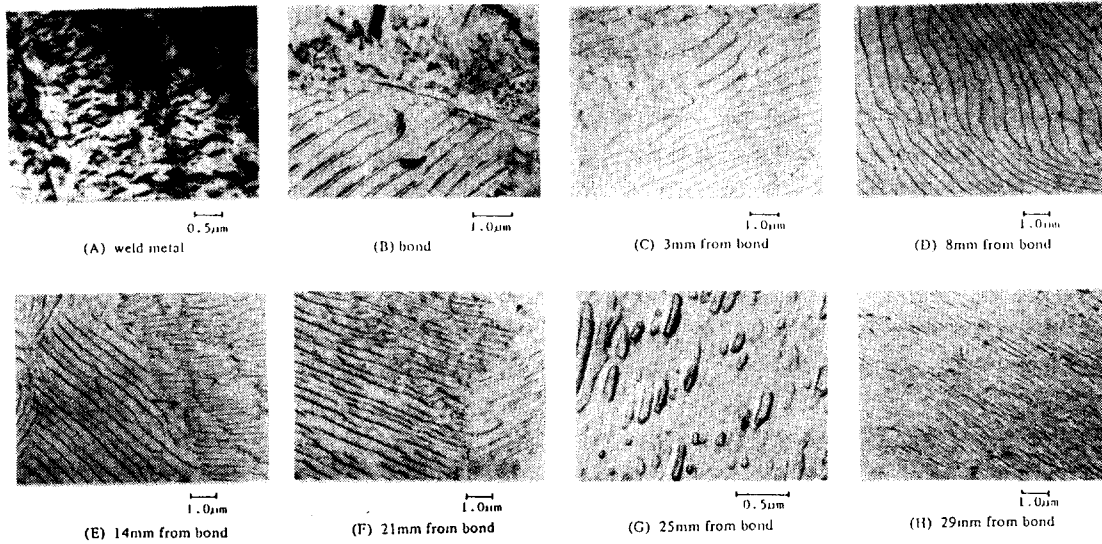 0.5μm
1.0μm
1.0μm
1.0μm
(A) weld metal
(B) bond
(C) 3mm from bond
(D) 8mm from bond
1.0μm
1.0μm
0.5μm
1.0μm
(E) 14mm from bond
(F) 21mm from bond
(G) 25mm from bond
(H) 29mm from bond